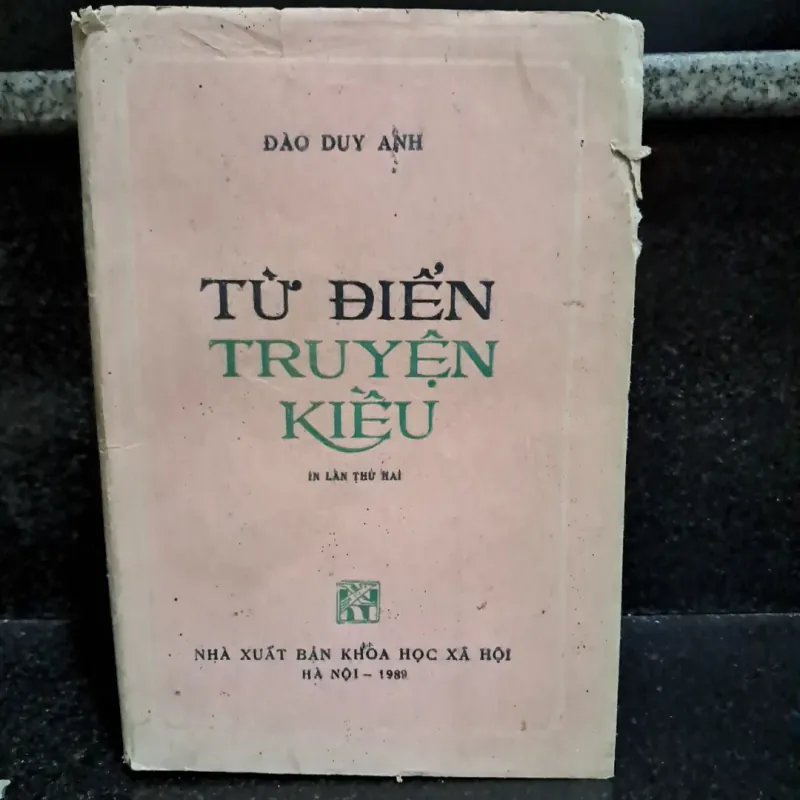 ĐÀO DUY ANH
TỪ ĐIỂN
TRUYỆN
KIỀU
IN LẦN THỨ HAI
NHÀ XUẤT BẢN KHOA HỌC XÃ HỘI
HÀ NỘI - 1989